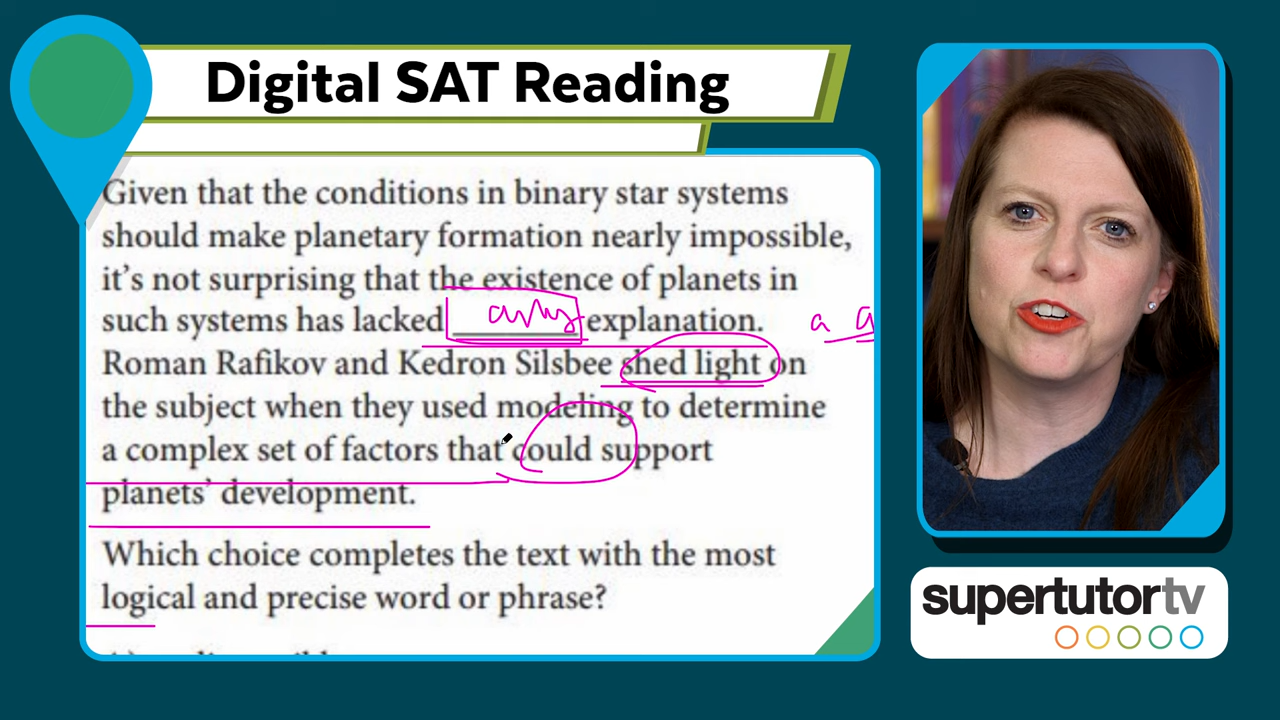 Digital SAT Reading
Given that the conditions in binary star systems
should make planetary formation nearly impossible,
it's not surprising that the existence of planets in
such systems has lacked any explanation. a
Roman Rafikov and Kedron Silsbee shed light on
the subject when they used modeling to determine
a complex set of factors that could support
planets' development.
Which choice completes the text with the most
logical and precise word or phrase?
supertutortv